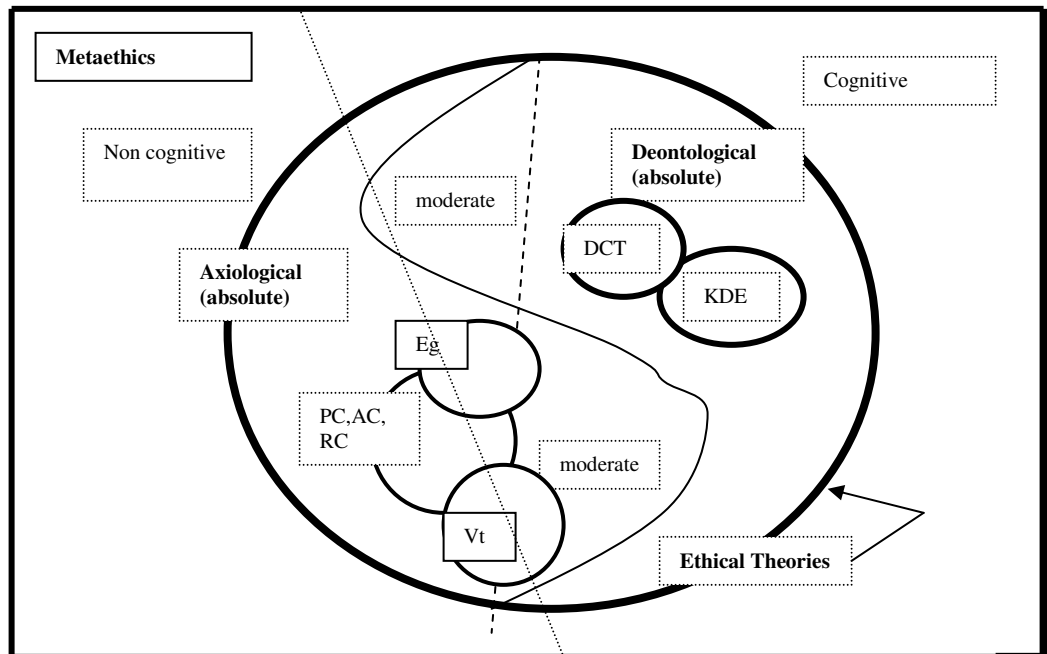 Metaethics
Cognitive
Non cognitive
Deontological
(absolute)
moderate
DCT
Axiological
(absolute)
KDE
Eg
PC,AC,
RC
moderate
Vt
Ethical Theories